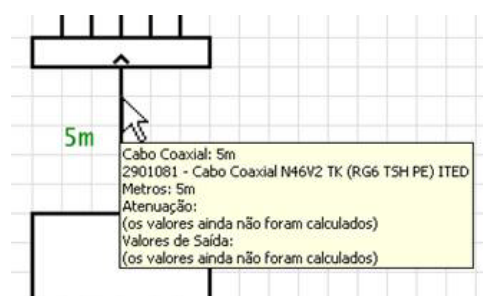 5m
Cabo Coaxial: 5m
2901081 - Cabo Coaxial N46V2 TK (RG6 TSH PE) ITED
Metros: 5m
Atenuação:
(os valores ainda não foram calculados)
Valores de Saída:
(os valores ainda não foram calculados)